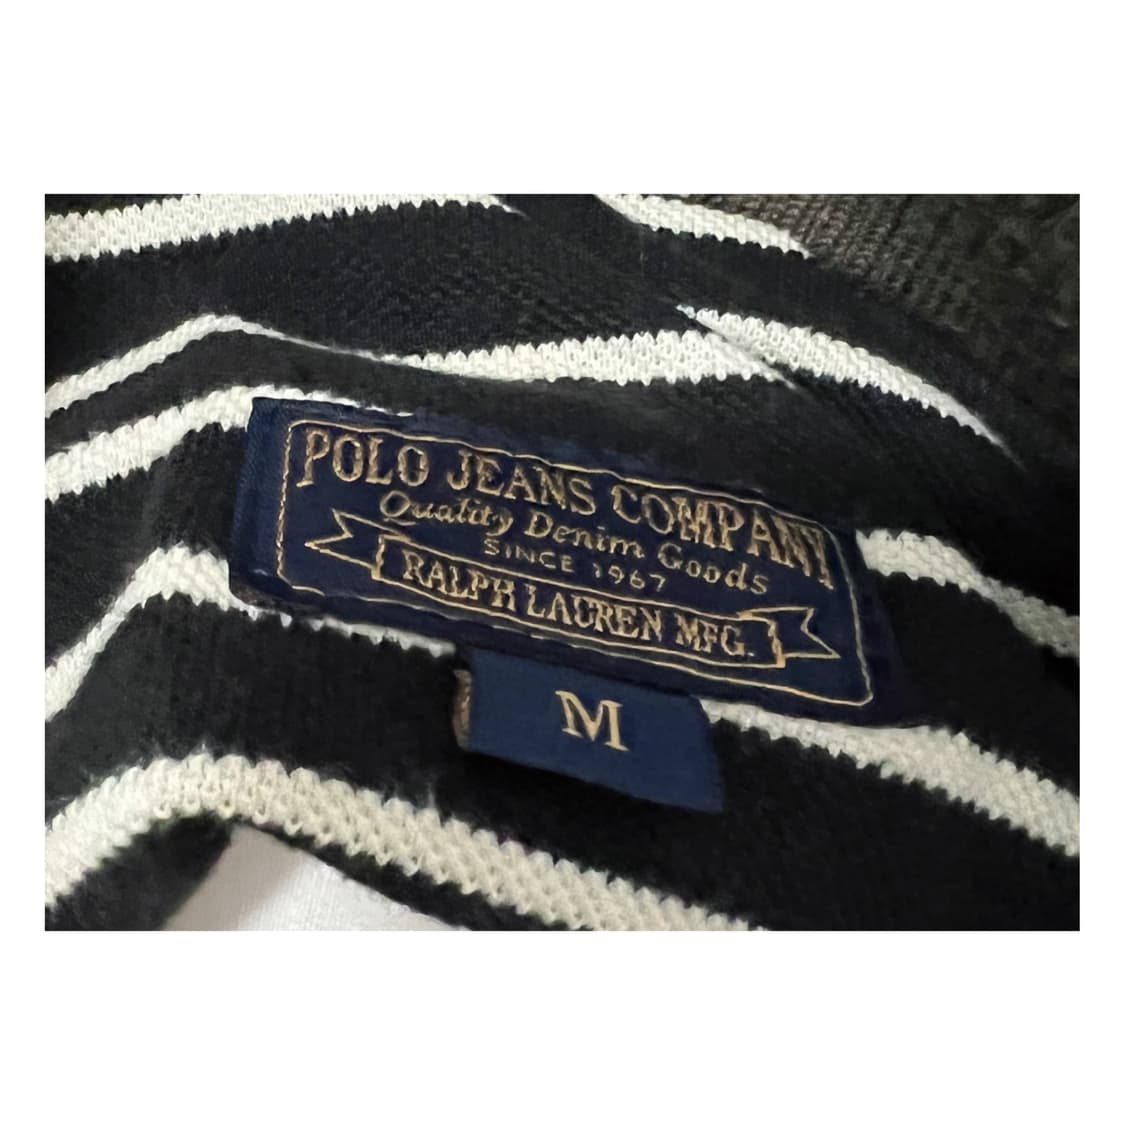 POLO JEANS COMPANY
Quality Denim Goods
SINCE 1967
RALPH LAUREN MFG.
M